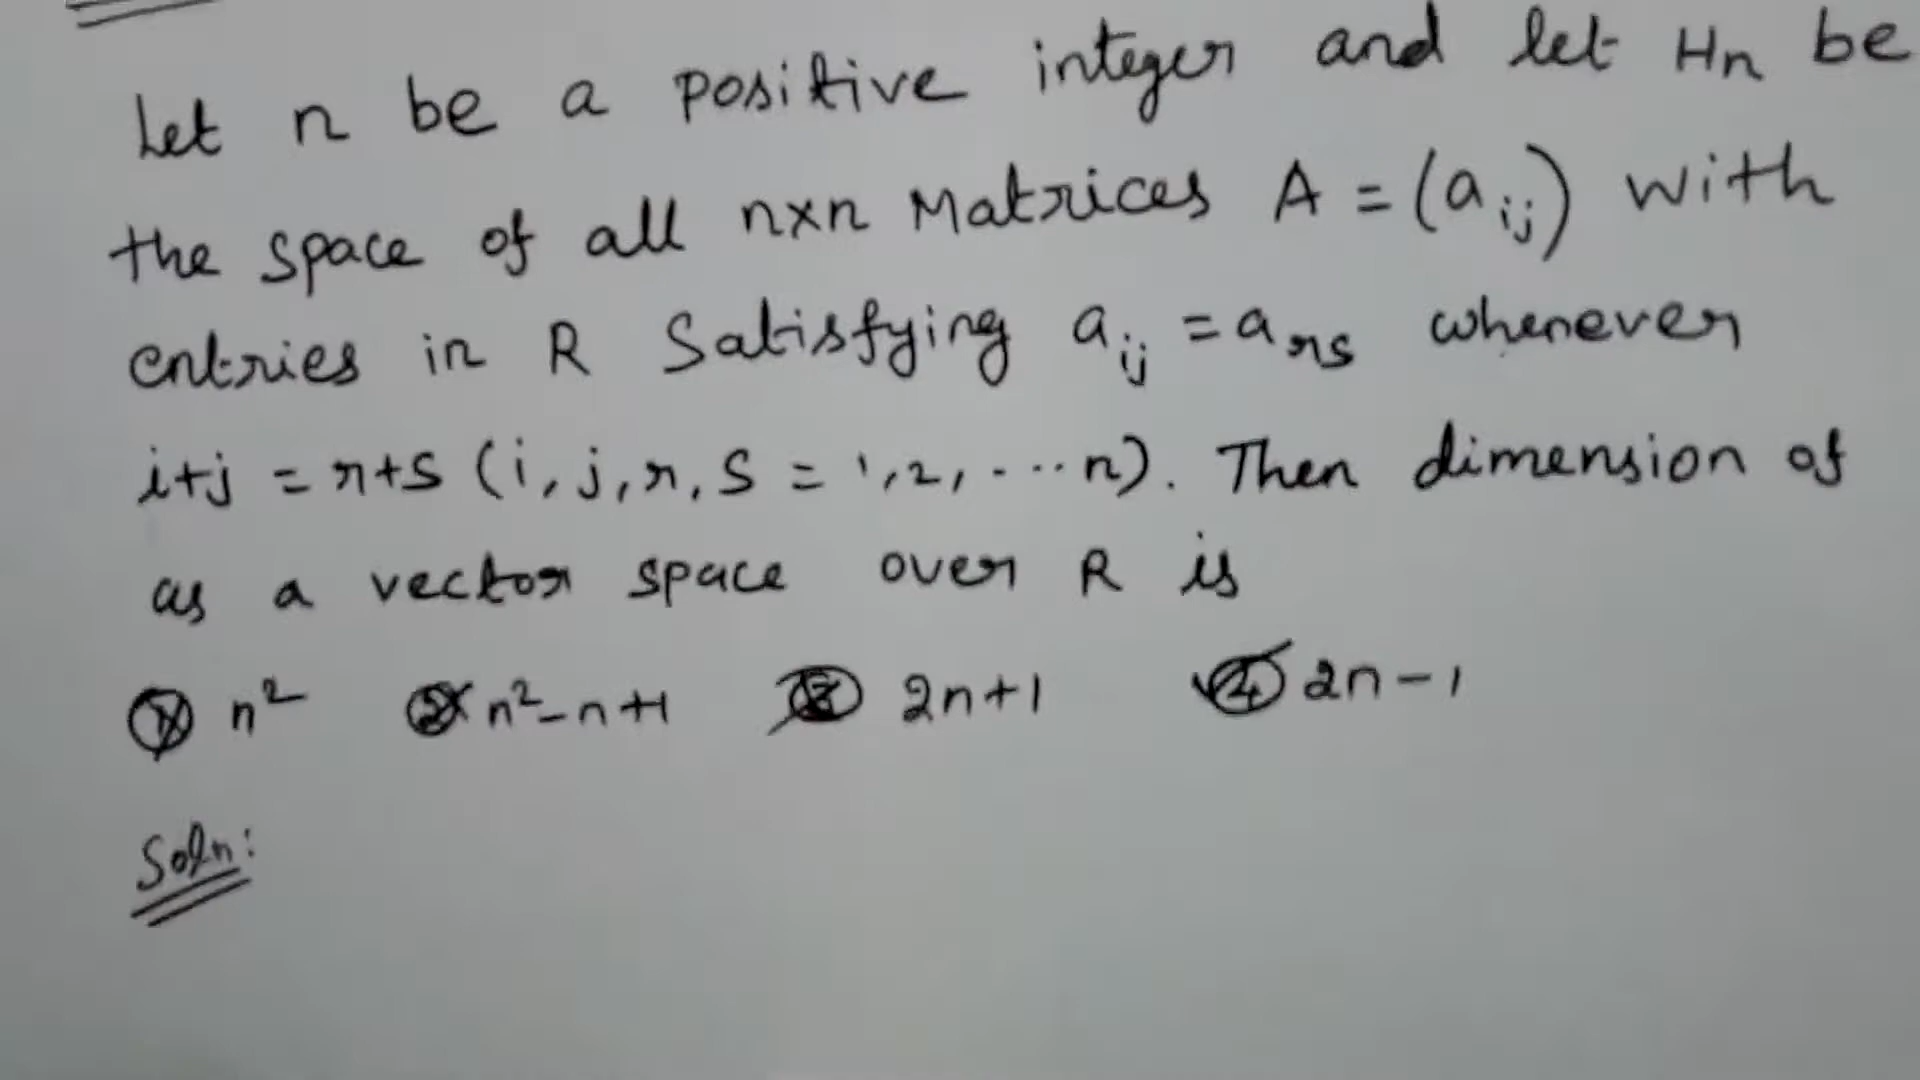 Let n be a positive integer and let Hn be
the space of all n×n Matrices A = (aij) with
entries in R Satisfying aij = ars whenever
i+j = r+s (i, j, r, s = 1, 2, - ... n). Then dimension of
as a vector space over R is
① n² ② n²-n+1 ③ 2n+1 ④ 2n-1
Soln: